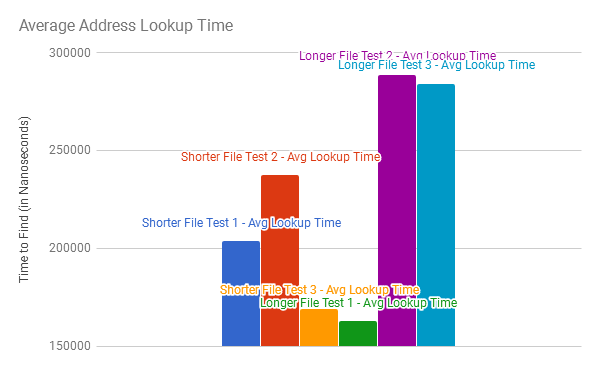 Average Address Lookup Time
300000
Longer File Test 2 - Avg Lookup Time
Longer File Test 3 - Avg Lookup Time
250000
Shorter File Test 2 - Avg Lookup Time
Shorter File Test 1 - Avg Lookup Time
200000
Shorter File Test 3 - Avg Lookup Time
Longer File Test 1 - Avg Lookup Time
150000
Time to Find (in Nanoseconds)